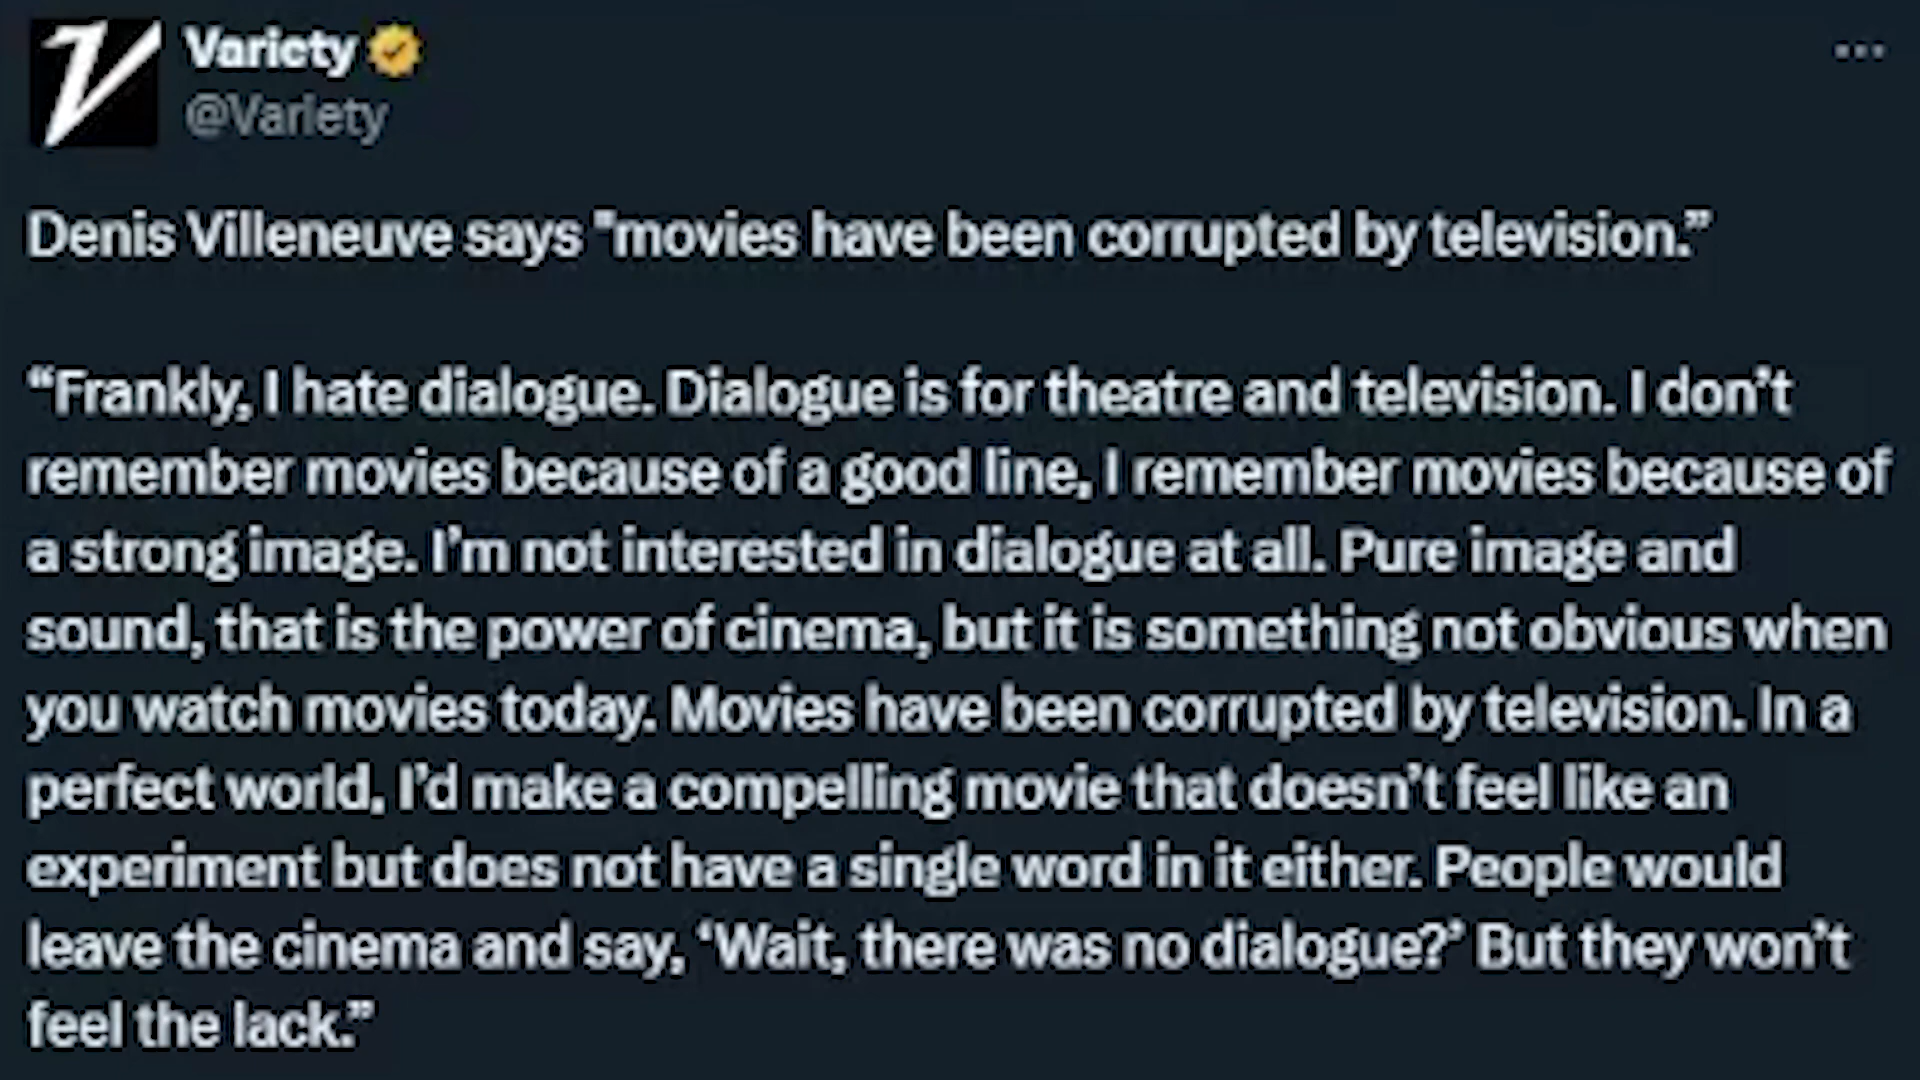 Variety
@Variety
Denis Villeneuve says "movies have been corrupted by television.”
“Frankly, I hate dialogue. Dialogue is for theatre and television. I don’t
remember movies because of a good line, I remember movies because of
a strong image. I’m not interested in dialogue at all. Pure image and
sound, that is the power of cinema, but it is something not obvious when
you watch movies today. Movies have been corrupted by television. In a
perfect world, I’d make a compelling movie that doesn’t feel like an
experiment but does not have a single word in it either. People would
leave the cinema and say, ‘Wait, there was no dialogue?’ But they won’t
feel the lack.”